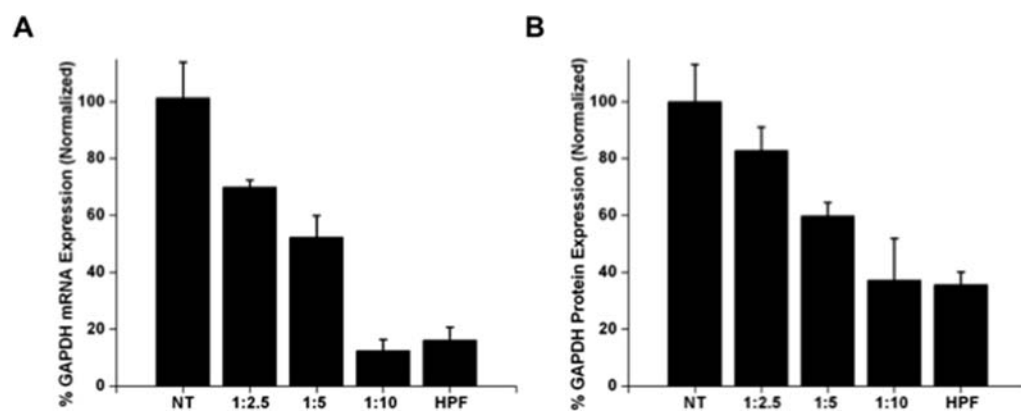 A
% GAPDH mRNA Expression (Normalized)
100
80
60
40
20
0
NT 1:2.5 1:5 1:10 HPF
B
% GAPDH Protein Expression (Normalized)
100
80
60
40
20
0
NT 1:2.5 1:5 1:10 HPF